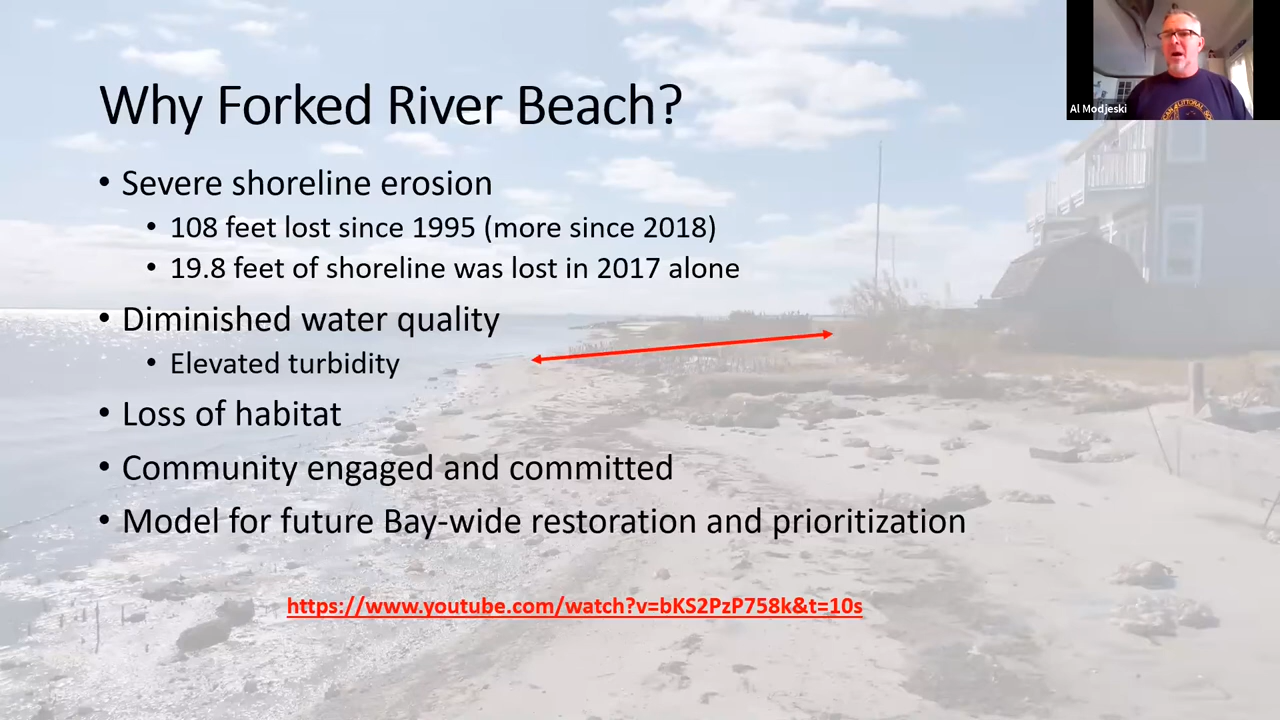 Why Forked River Beach?
Al Modjeski
• Severe shoreline erosion
• 108 feet lost since 1995 (more since 2018)
• 19.8 feet of shoreline was lost in 2017 alone
• Diminished water quality
• Elevated turbidity
• Loss of habitat
• Community engaged and committed
• Model for future Bay-wide restoration and prioritization
https://www.youtube.com/watch?v=bKS2PzP758k&t=10s